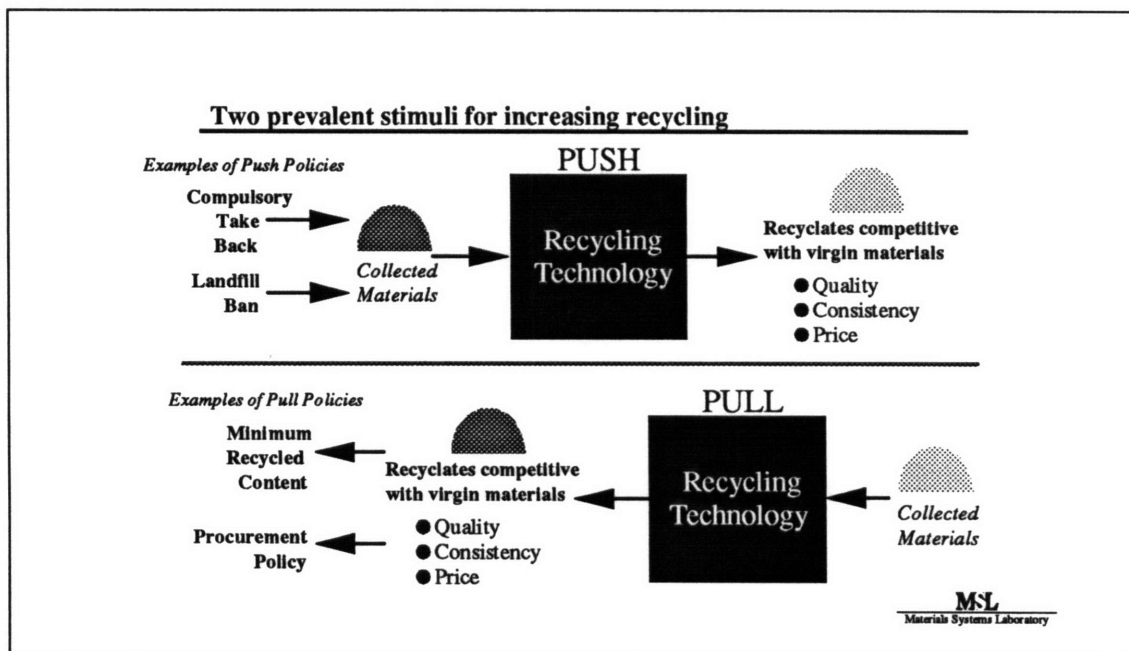 Two prevalent stimuli for increasing recycling
Examples of Push Policies
PUSH
Compulsory
Take
Back
Landfill
Ban
Collected
Materials
Recycling
Technology
Recyclates competitive
with virgin materials
● Quality
● Consistency
● Price
Examples of Pull Policies
PULL
Minimum
Recycled
Content
Procurement
Policy
Recyclates competitive
with virgin materials
● Quality
● Consistency
● Price
Recycling
Technology
Collected
Materials
MSL
Materials Systems Laboratory